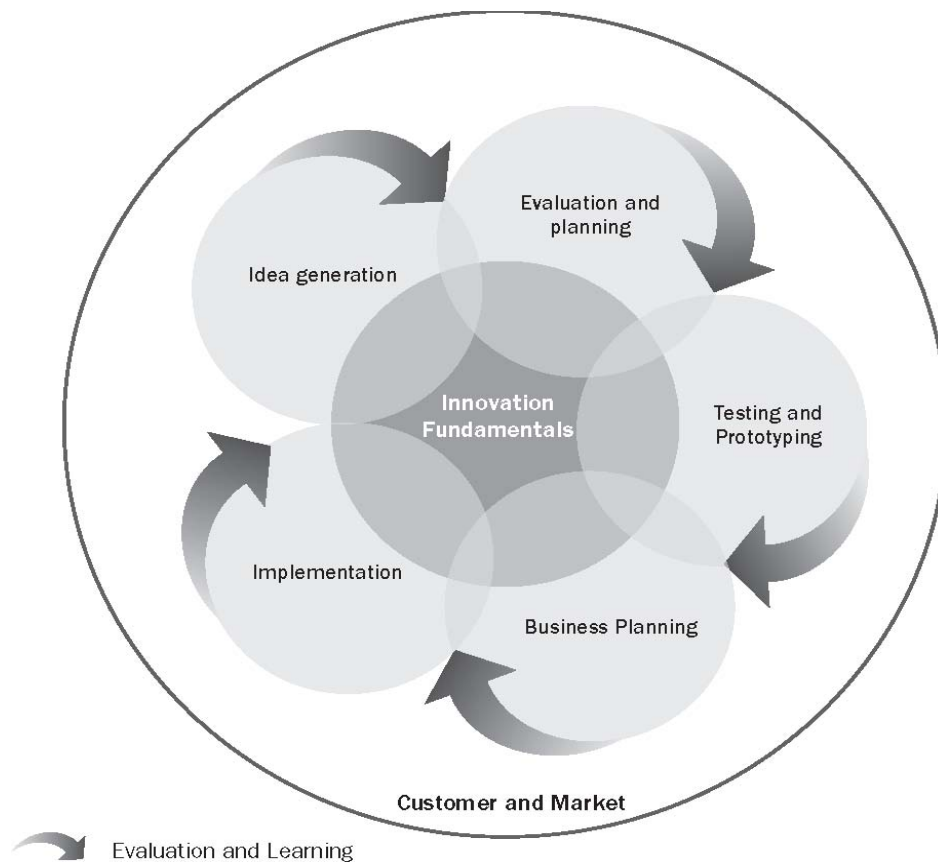 Evaluation and
planning
Idea generation
Innovation
Fundamentals
Testing and
Prototyping
Implementation
Business Planning
Customer and Market
Evaluation and Learning